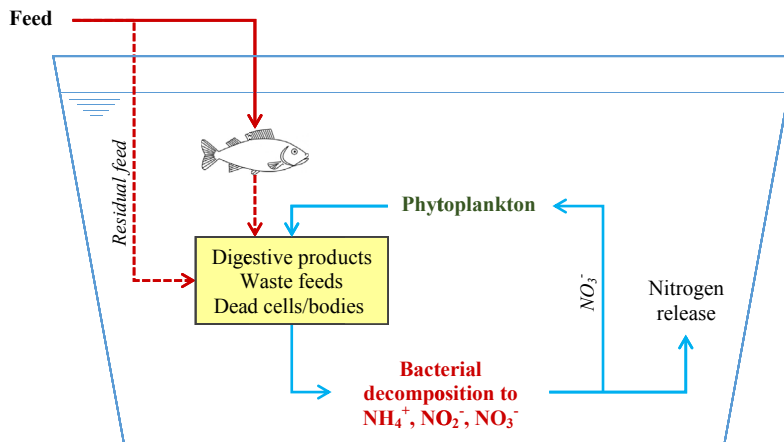 Feed
Residual feed
Phytoplankton
Digestive products
Waste feeds
Dead cells/bodies
NO₃⁻
Nitrogen
release
Bacterial
decomposition to
NH₄⁺, NO₂⁻, NO₃⁻